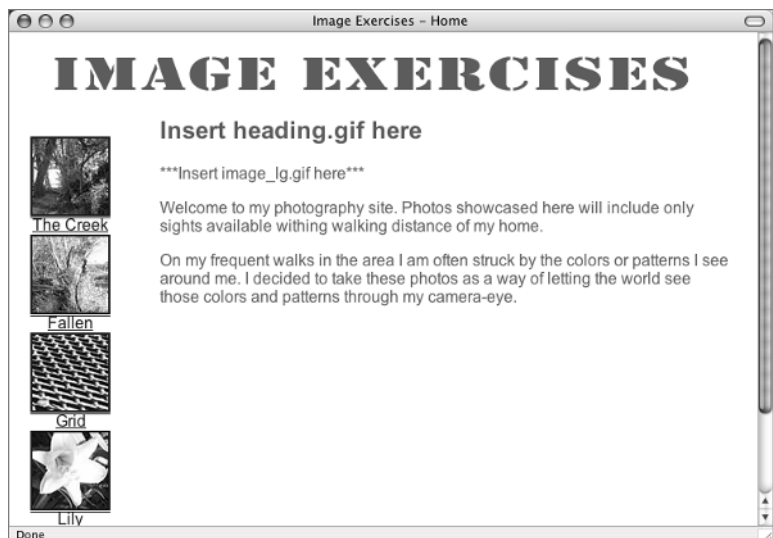 Image Exercises – Home
IMAGE EXERCISES
Insert heading.gif here
***Insert image_lg.gif here***
Welcome to my photography site. Photos showcased here will include only
sights available withing walking distance of my home.
On my frequent walks in the area I am often struck by the colors or patterns I see
around me. I decided to take these photos as a way of letting the world see
those colors and patterns through my camera-eye.
The Creek
Fallen
Grid
Lily
Done